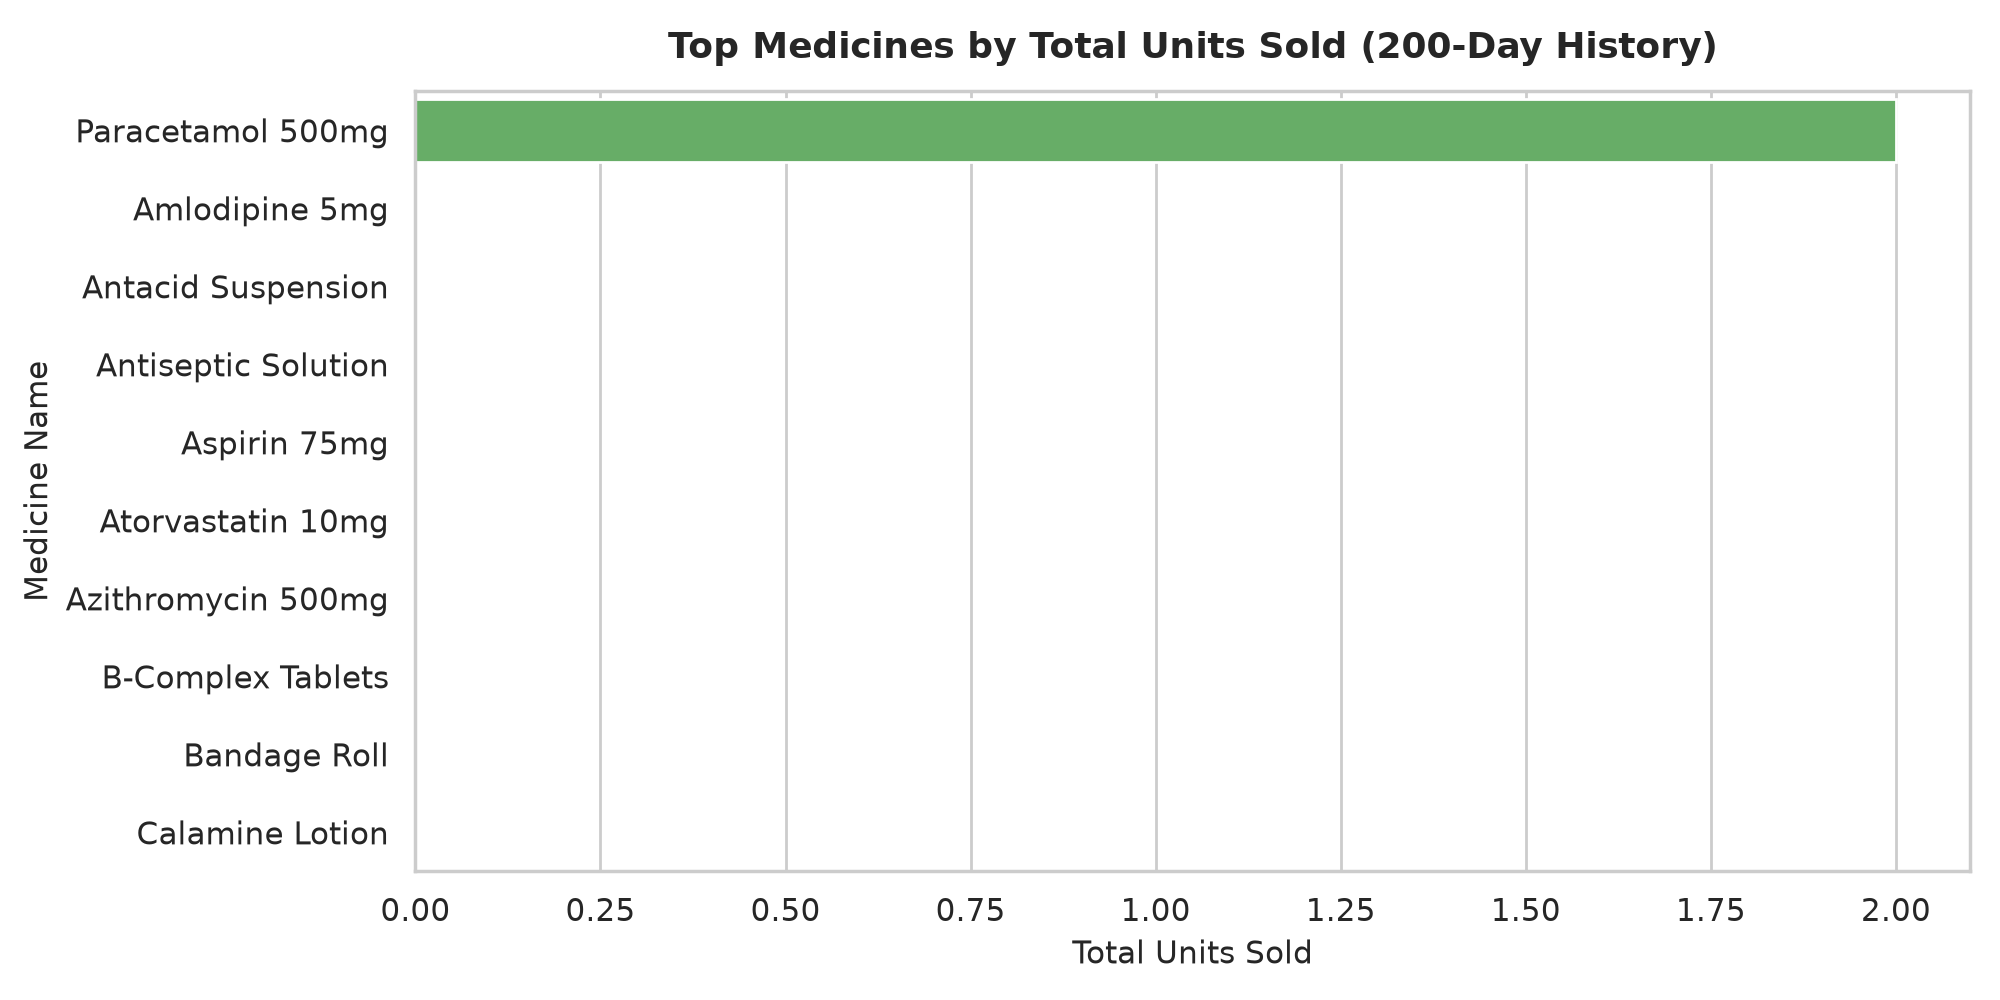 Top Medicines by Total Units Sold (200-Day History)
Medicine Name
Paracetamol 500mg
Amlodipine 5mg
Antacid Suspension
Antiseptic Solution
Aspirin 75mg
Atorvastatin 10mg
Azithromycin 500mg
B-Complex Tablets
Bandage Roll
Calamine Lotion
0.00 0.25 0.50 0.75 1.00 1.25 1.50 1.75 2.00
Total Units Sold